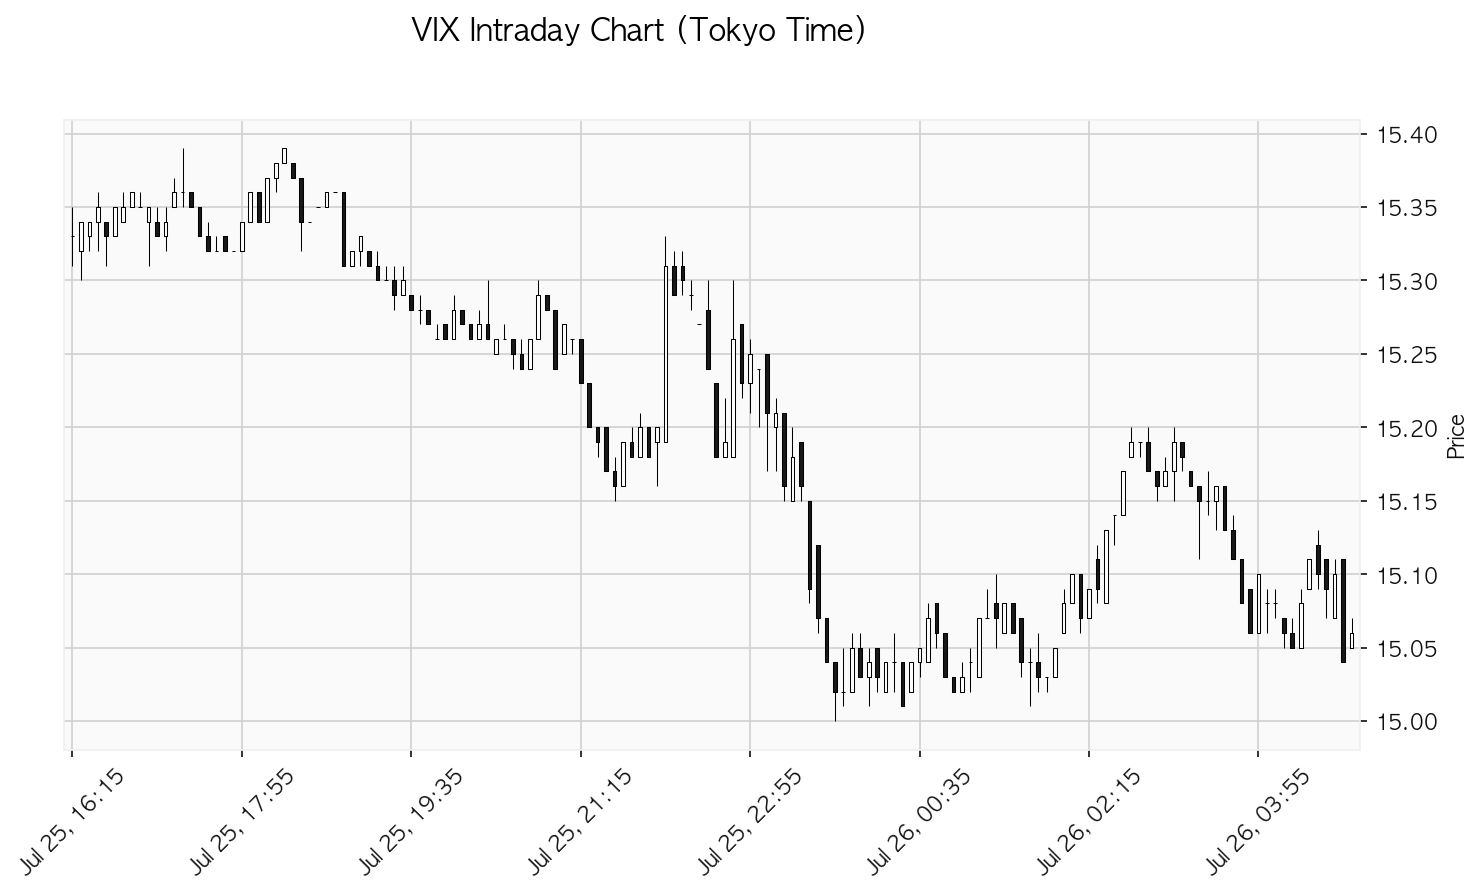 VIX Intraday Chart (Tokyo Time)
15.40
15.35
15.30
15.25
15.20
15.15
15.10
15.05
15.00
Price
Jul 25, 16:15
Jul 25, 17:55
Jul 25, 19:35
Jul 25, 21:15
Jul 25, 22:55
Jul 26, 00:35
Jul 26, 02:15
Jul 26, 03:55